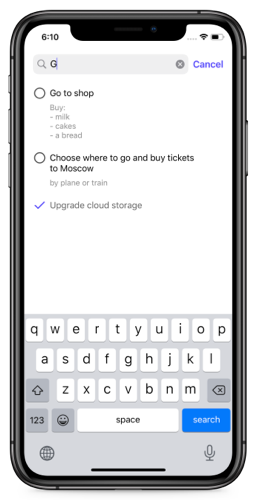 6:10
G
Cancel
Go to shop
Buy:
- milk
- cakes
- a bread
Choose where to go and buy tickets
to Moscow
by plane or train
Upgrade cloud storage
q w e r t y u i o p
a s d f g h j k l
z x c v b n m
123 space search